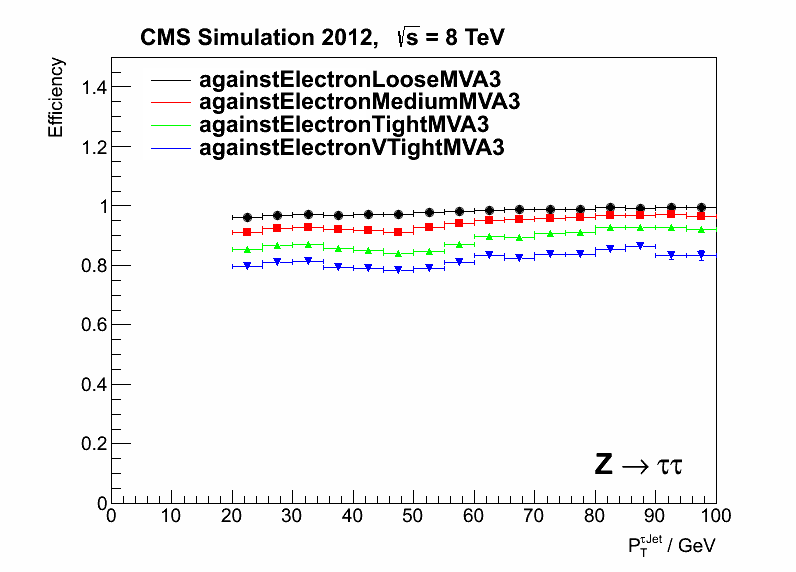 CMS Simulation 2012, √s = 8 TeV
Efficiency
againstElectronLooseMVA3
againstElectronMediumMVA3
againstElectronTightMVA3
againstElectronVTightMVA3
1.4
1.2
1
0.8
0.6
0.4
0.2
0
Z → ττ
0 10 20 30 40 50 60 70 80 90 100
P_T^τJet / GeV